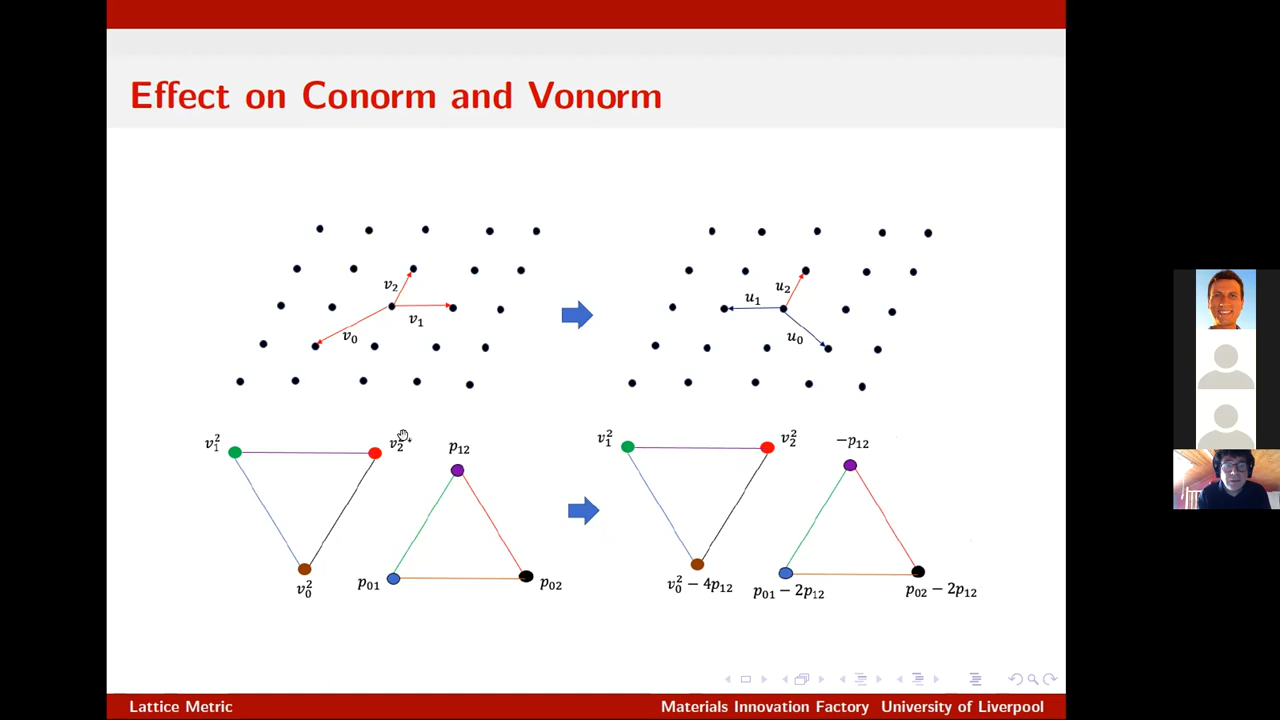 Effect on Conorm and Vonorm
v₂
v₁
v₀
u₂
u₁
u₀
v₁²
v₂²
v₀²
p₁₂
p₀₁
p₀₂
v₁²
v₂²
v₀² − 4p₁₂
−p₁₂
p₀₁ − 2p₁₂
p₀₂ − 2p₁₂
Lattice Metric
Materials Innovation Factory University of Liverpool